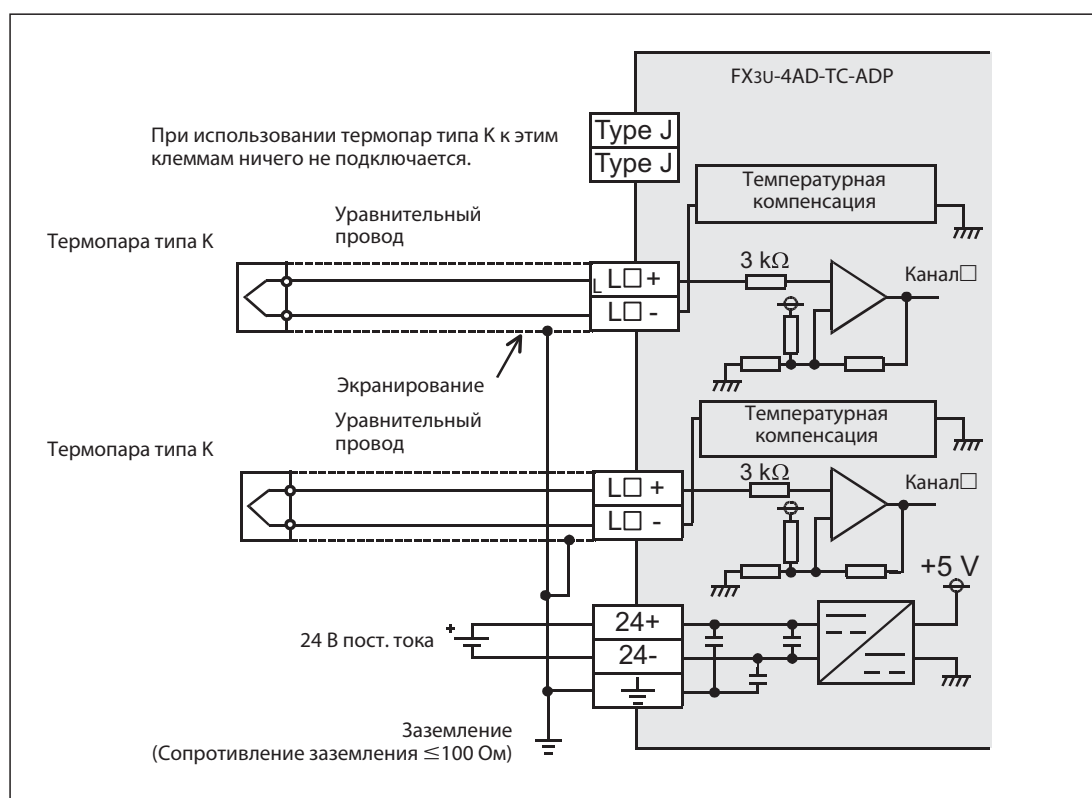 FX3U-4AD-TC-ADP
При использовании термопар типа K к этим
клеммам ничего не подключается.
Type J
Type J
Температурная
компенсация
Уравнительный
провод
Термопара типа K
3 kΩ
Канал□
L L□ +
L□ -
Экранирование
Уравнительный
провод
Температурная
компенсация
Термопара типа K
3 kΩ
Канал□
L□ +
L□ -
+5 V
24 В пост. тока
+
24+
24-
Заземление
(Сопротивление заземления ≦100 Ом)